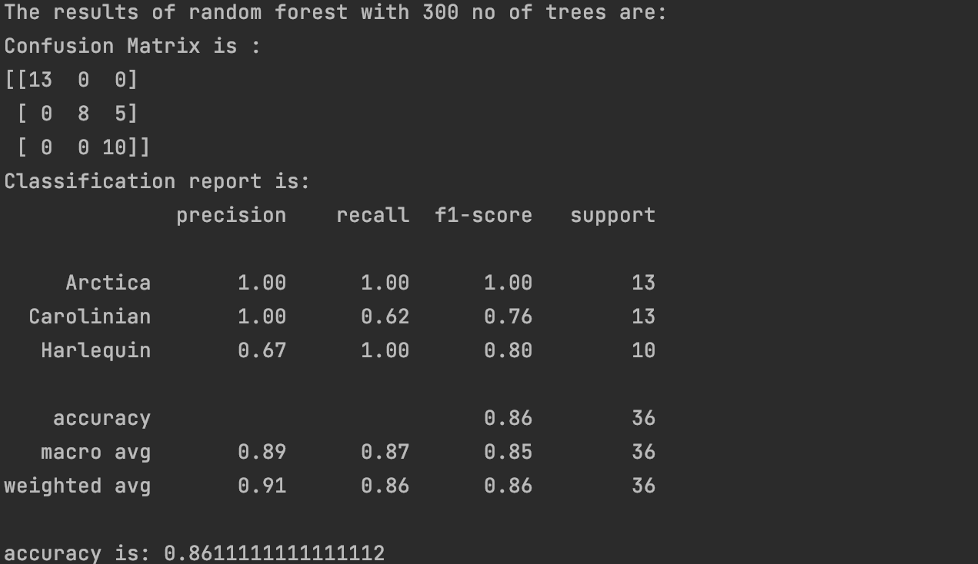 The results of random forest with 300 no of trees are:
Confusion Matrix is :
[[13  0  0]
 [ 0  8  5]
 [ 0  0 10]]
Classification report is:
              precision    recall  f1-score   support

     Arctica       1.00      1.00      1.00        13
  Carolinian       1.00      0.62      0.76        13
   Harlequin       0.67      1.00      0.80        10

    accuracy                           0.86        36
   macro avg       0.89      0.87      0.85        36
weighted avg       0.91      0.86      0.86        36

accuracy is: 0.8611111111111112